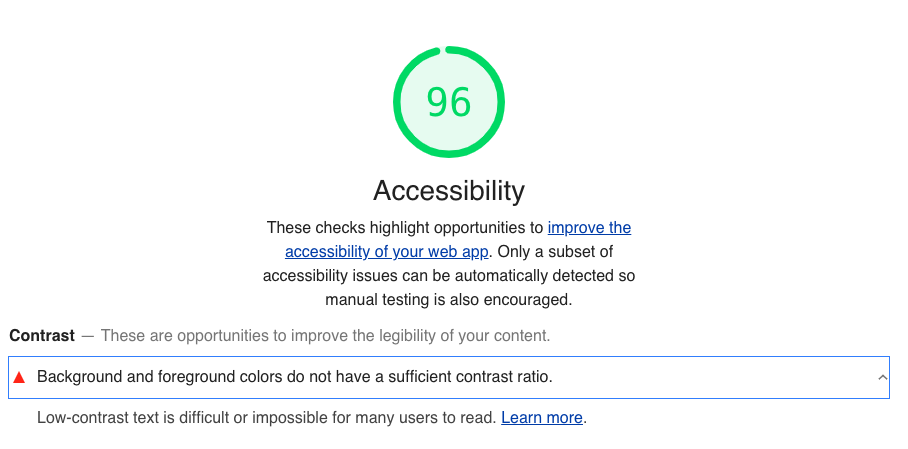 96
Accessibility
These checks highlight opportunities to improve the
accessibility of your web app. Only a subset of
accessibility issues can be automatically detected so
manual testing is also encouraged.
Contrast — These are opportunities to improve the legibility of your content.
Background and foreground colors do not have a sufficient contrast ratio.
Low-contrast text is difficult or impossible for many users to read. Learn more.